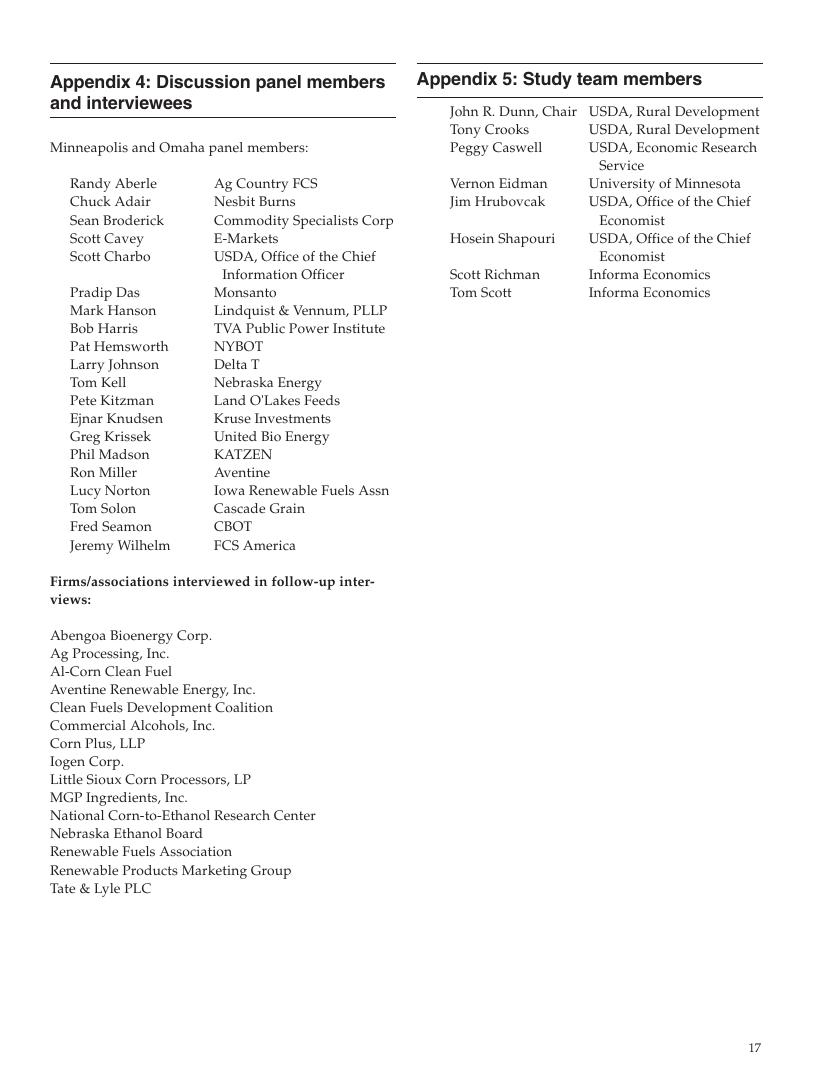 Appendix 4: Discussion panel members
and interviewees
Minneapolis and Omaha panel members:
Randy Aberle Ag Country FCS
Chuck Adair Nesbit Burns
Sean Broderick Commodity Specialists Corp
Scott Cavey E-Markets
Scott Charbo USDA, Office of the Chief
Information Officer
Pradip Das Monsanto
Mark Hanson Lindquist & Vennum, PLLP
Bob Harris TVA Public Power Institute
Pat Hemsworth NYBOT
Larry Johnson Delta T
Tom Kell Nebraska Energy
Pete Kitzman Land O'Lakes Feeds
Ejnar Knudsen Kruse Investments
Greg Krissek United Bio Energy
Phil Madson KATZEN
Ron Miller Aventine
Lucy Norton Iowa Renewable Fuels Assn
Tom Solon Cascade Grain
Fred Seamon CBOT
Jeremy Wilhelm FCS America
Firms/associations interviewed in follow-up inter-
views:
Abengoa Bioenergy Corp.
Ag Processing, Inc.
Al-Corn Clean Fuel
Aventine Renewable Energy, Inc.
Clean Fuels Development Coalition
Commercial Alcohols, Inc.
Corn Plus, LLP
Iogen Corp.
Little Sioux Corn Processors, LP
MGP Ingredients, Inc.
National Corn-to-Ethanol Research Center
Nebraska Ethanol Board
Renewable Fuels Association
Renewable Products Marketing Group
Tate & Lyle PLC
Appendix 5: Study team members
John R. Dunn, Chair USDA, Rural Development
Tony Crooks USDA, Rural Development
Peggy Caswell USDA, Economic Research
Service
Vernon Eidman University of Minnesota
Jim Hrubovcak USDA, Office of the Chief
Economist
Hosein Shapouri USDA, Office of the Chief
Economist
Scott Richman Informa Economics
Tom Scott Informa Economics
17